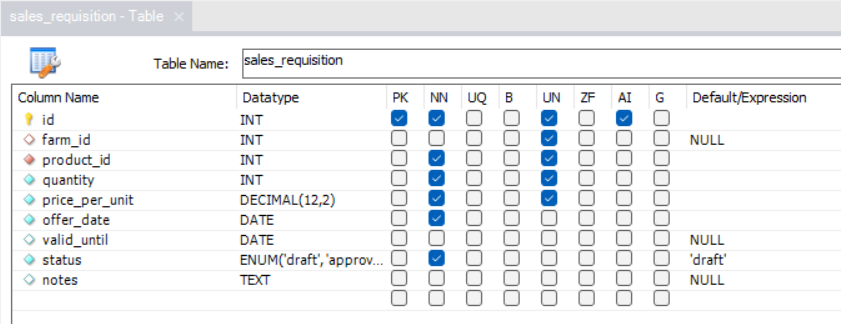 sales_requisition - Table ×
Table Name: sales_requisition
Column Name Datatype PK NN UQ B UN ZF AI G Default/Expression
id INT
farm_id INT NULL
product_id INT
quantity INT
price_per_unit DECIMAL(12,2)
offer_date DATE
valid_until DATE NULL
status ENUM('draft','approv... 'draft'
notes TEXT NULL